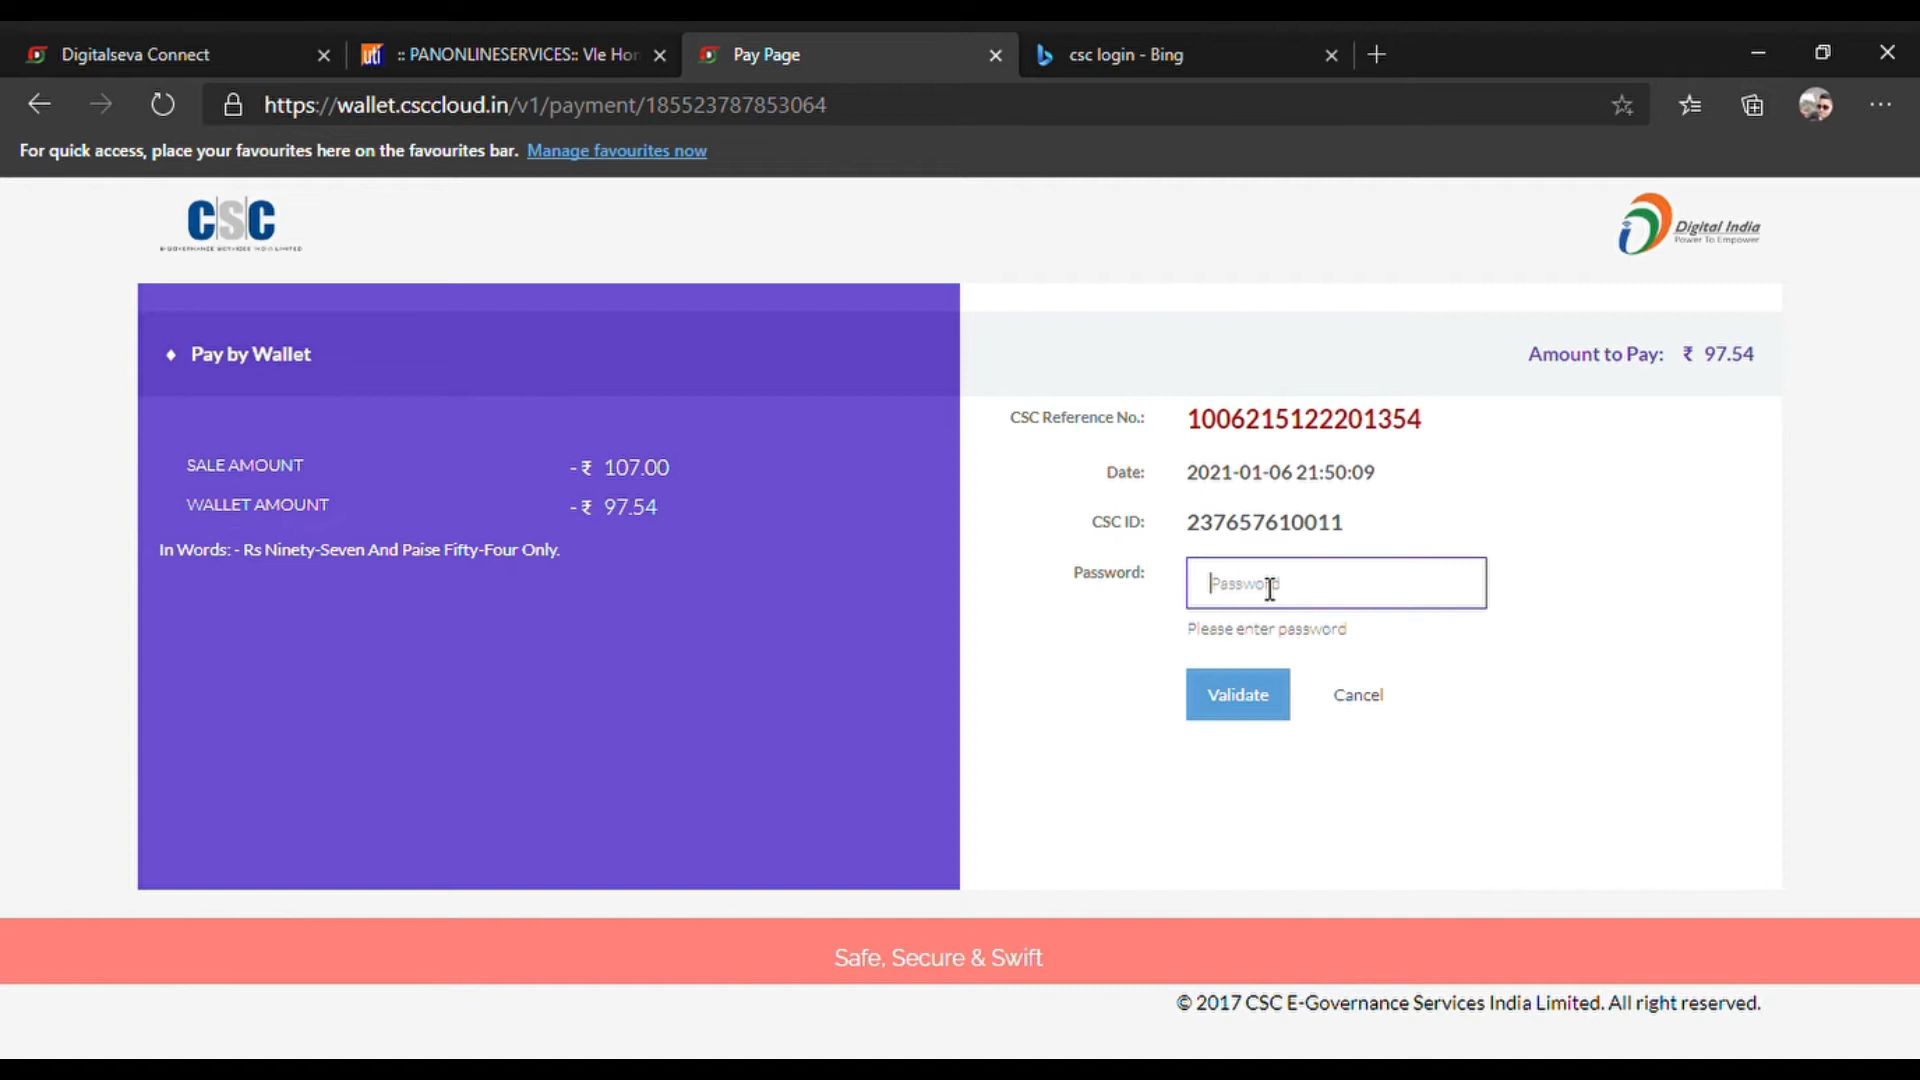 Digitalseva Connect
:: PANONLINESERVICES:: Vle Hor
Pay Page
csc login - Bing
https://wallet.csccloud.in/v1/payment/185523787853064
For quick access, place your favourites here on the favourites bar. Manage favourites now
CSC
E-GOVERNANCE SERVICES INDIA LIMITED
Digital India
Power To Empower
Pay by Wallet
Amount to Pay: ₹ 97.54
SALE AMOUNT - ₹ 107.00
WALLET AMOUNT - ₹ 97.54
In Words: - Rs Ninety-Seven And Paise Fifty-Four Only.
CSC Reference No.: 1006215122201354
Date: 2021-01-06 21:50:09
CSC ID: 237657610011
Password: Password
Please enter password
Validate Cancel
Safe, Secure & Swift
© 2017 CSC E-Governance Services India Limited. All right reserved.